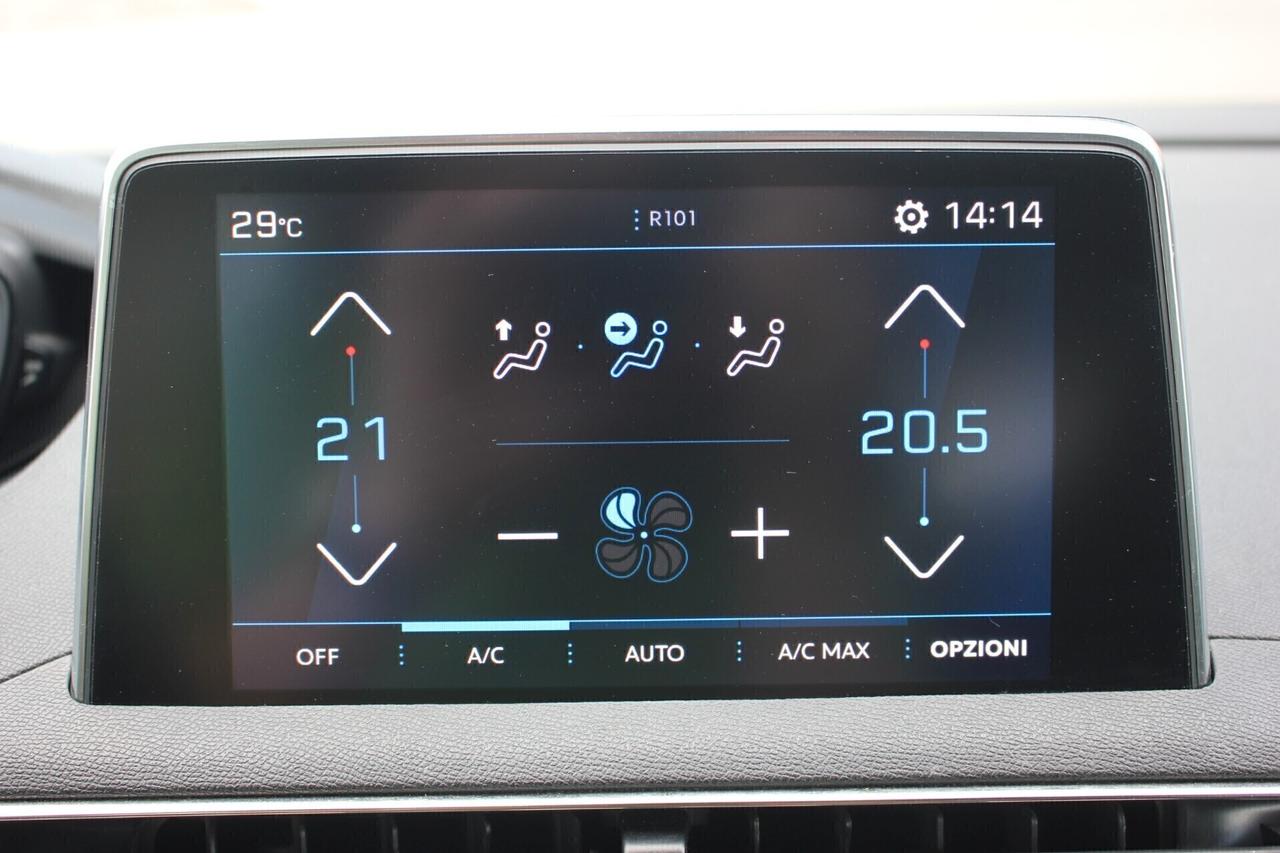 29°C
R101
14:14
21
20.5
OFF
A/C
AUTO
A/C MAX
OPZIONI